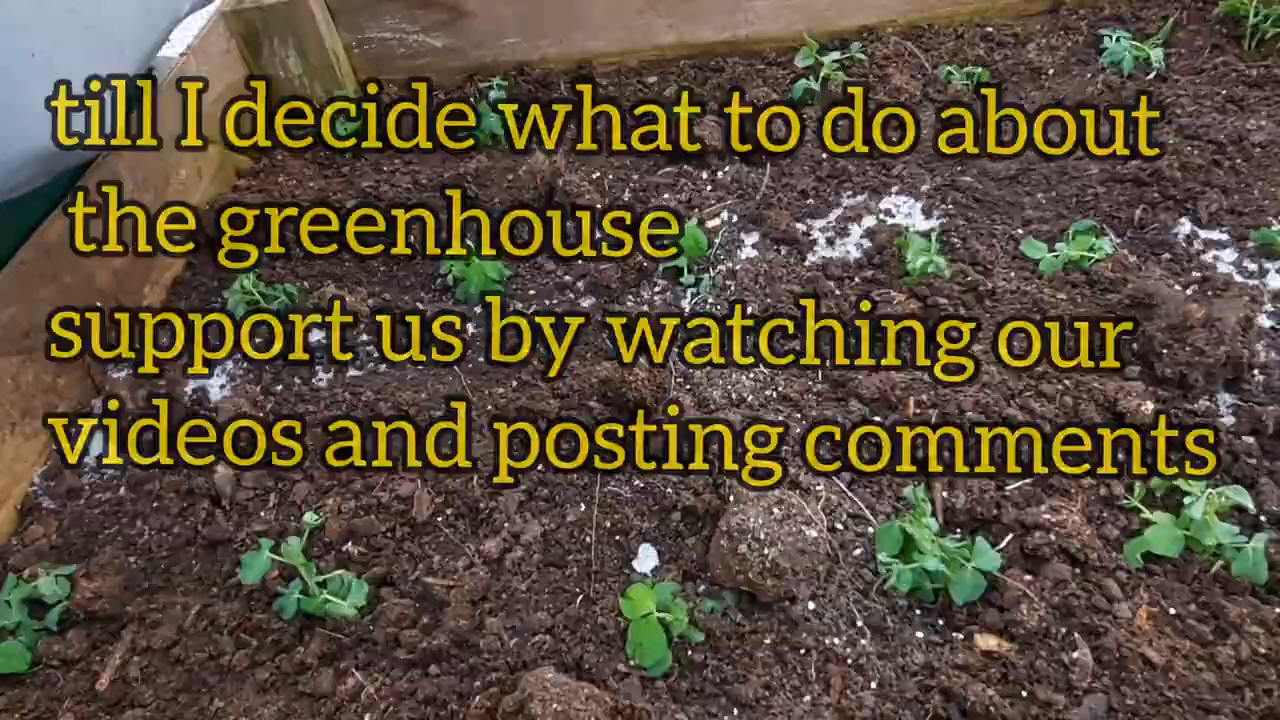 till I decide what to do about
the greenhouse
support us by watching our
videos and posting comments